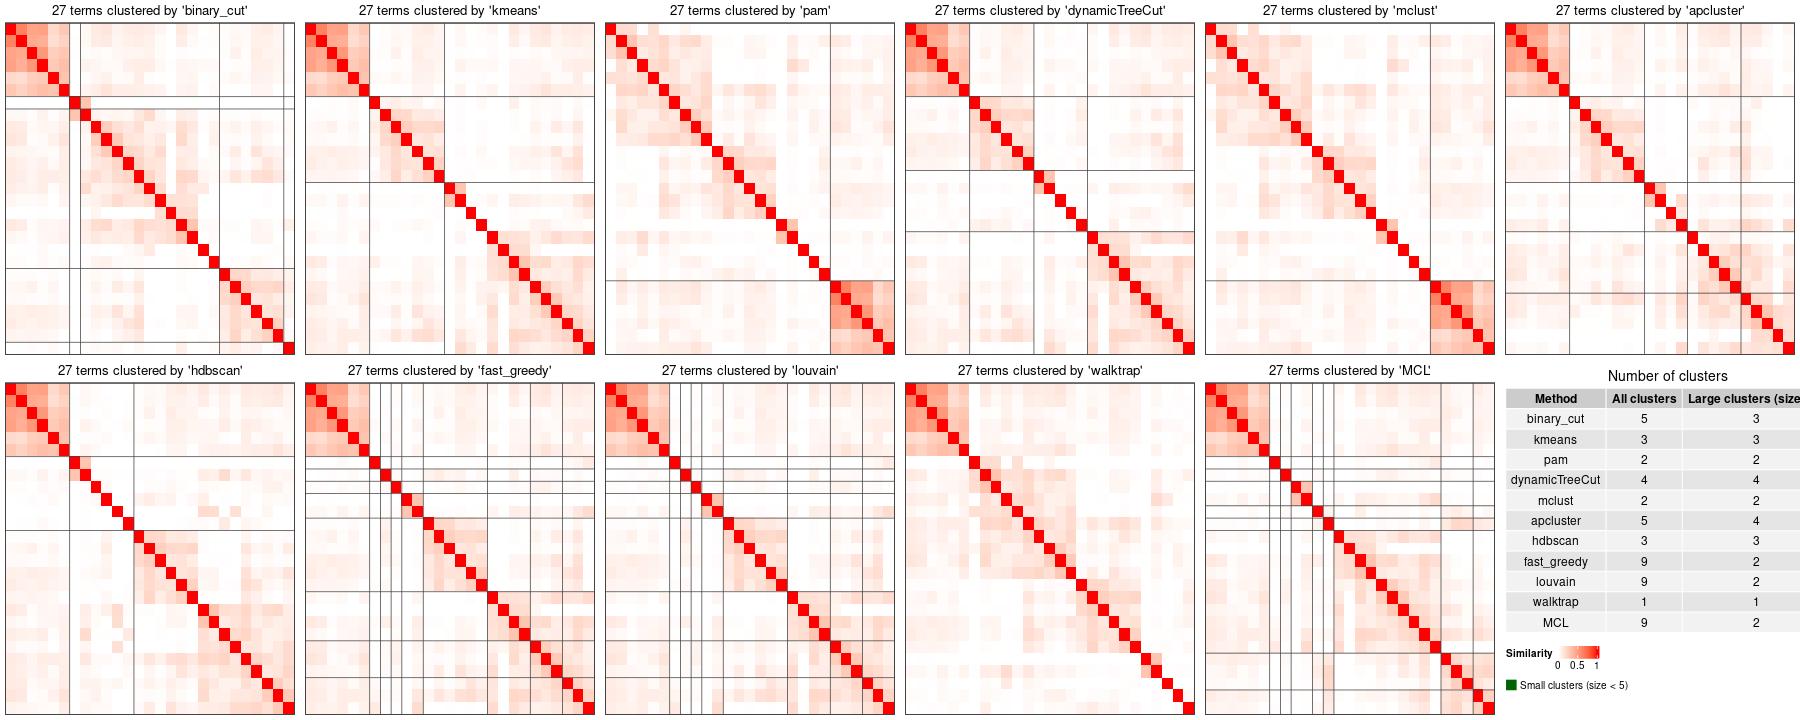 27 terms clustered by 'binary_cut'
27 terms clustered by 'kmeans'
27 terms clustered by 'pam'
27 terms clustered by 'dynamicTreeCut'
27 terms clustered by 'mclust'
27 terms clustered by 'apcluster'
27 terms clustered by 'hdbscan'
27 terms clustered by 'fast_greedy'
27 terms clustered by 'louvain'
27 terms clustered by 'walktrap'
27 terms clustered by 'MCL'
Number of clusters
Method All clusters Large clusters (size
binary_cut 5 3
kmeans 3 3
pam 2 2
dynamicTreeCut 4 4
mclust 2 2
apcluster 5 4
hdbscan 3 3
fast_greedy 9 2
louvain 9 2
walktrap 1 1
MCL 9 2
Similarity
0 0.5 1
Small clusters (size < 5)